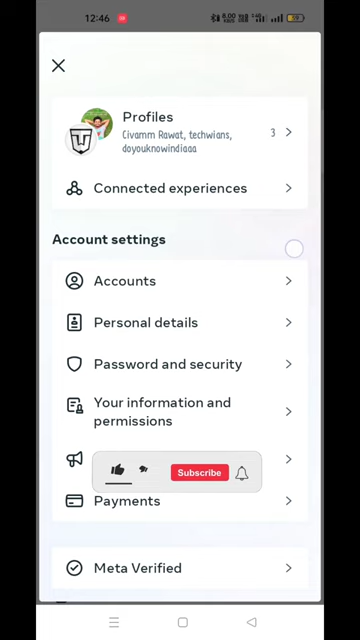 12:46
Profiles
3
Civamm Rawat, techwians,
doyouknowindiaaa
Connected experiences
Account settings
Accounts
Personal details
Password and security
Your information and
permissions
Subscribe
Payments
Meta Verified